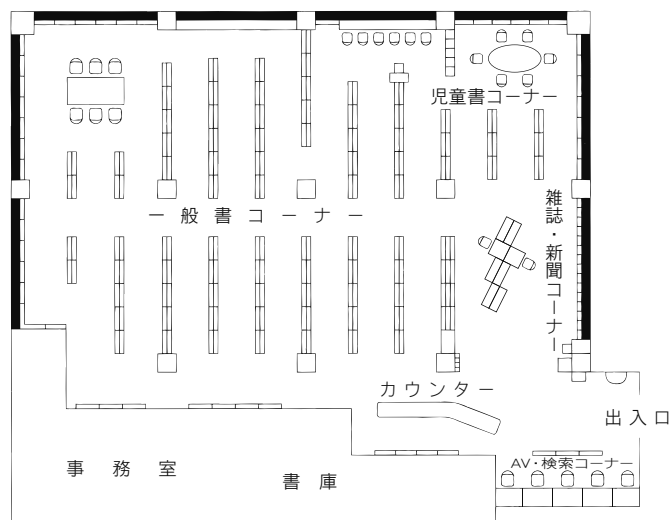 児童書コーナー
一般書コーナー
雑誌・新聞コーナー
カウンター
出入口
AV・検索コーナー
事務室
書庫